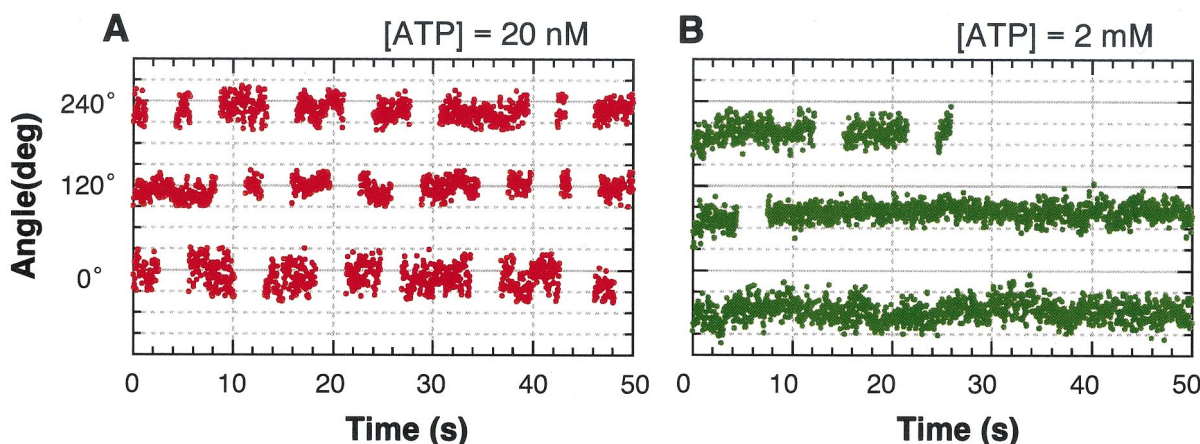 A
[ATP] = 20 nM
B
[ATP] = 2 mM
Angle(deg)
240°
120°
0°
0 10 20 30 40 50
Time (s)
0 10 20 30 40 50
Time (s)